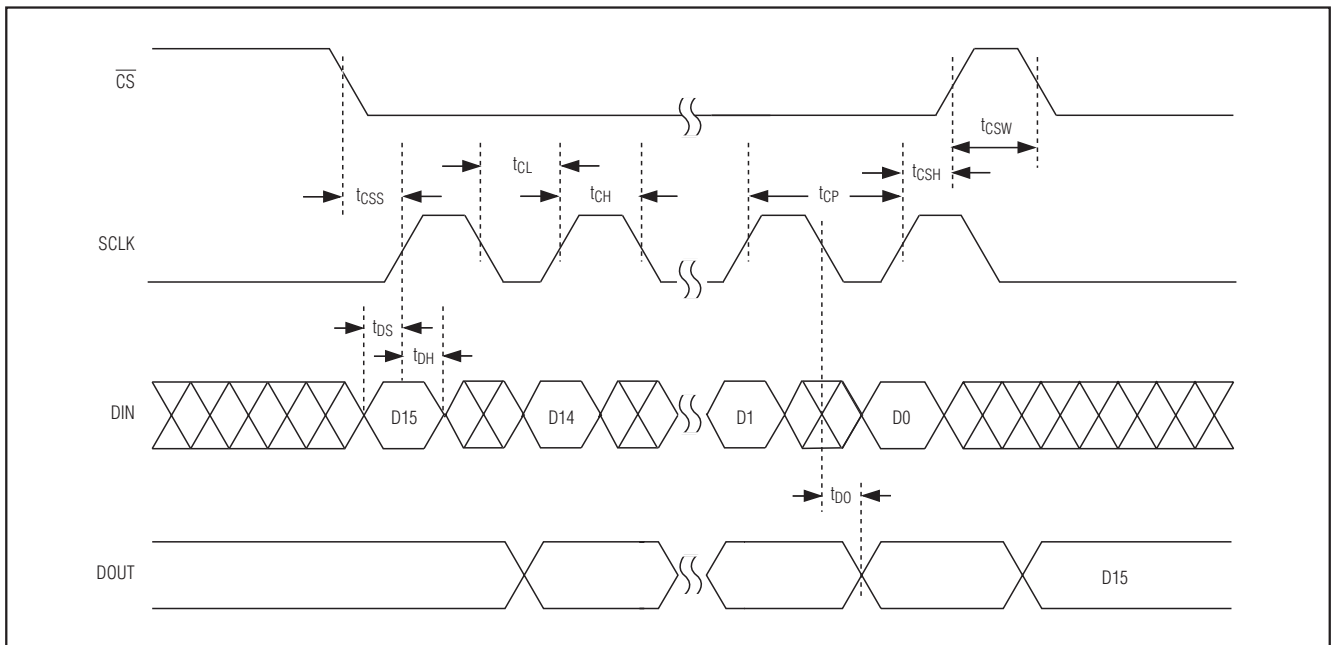 CS
tCSW
tCL
tCSH
tCSS
tCH
tCP
SCLK
tDS
tDH
DIN
D15
D14
D1
D0
tDO
DOUT
D15